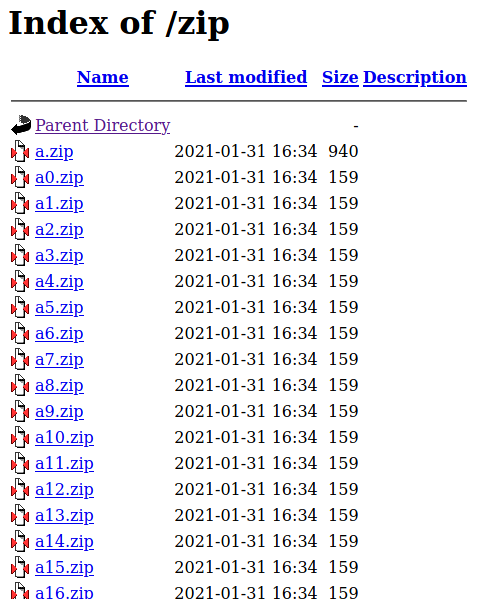 Index of /zip
Name Last modified Size Description
Parent Directory -
a.zip 2021-01-31 16:34 940
a0.zip 2021-01-31 16:34 159
a1.zip 2021-01-31 16:34 159
a2.zip 2021-01-31 16:34 159
a3.zip 2021-01-31 16:34 159
a4.zip 2021-01-31 16:34 159
a5.zip 2021-01-31 16:34 159
a6.zip 2021-01-31 16:34 159
a7.zip 2021-01-31 16:34 159
a8.zip 2021-01-31 16:34 159
a9.zip 2021-01-31 16:34 159
a10.zip 2021-01-31 16:34 159
a11.zip 2021-01-31 16:34 159
a12.zip 2021-01-31 16:34 159
a13.zip 2021-01-31 16:34 159
a14.zip 2021-01-31 16:34 159
a15.zip 2021-01-31 16:34 159
a16.zip 2021-01-31 16:34 159